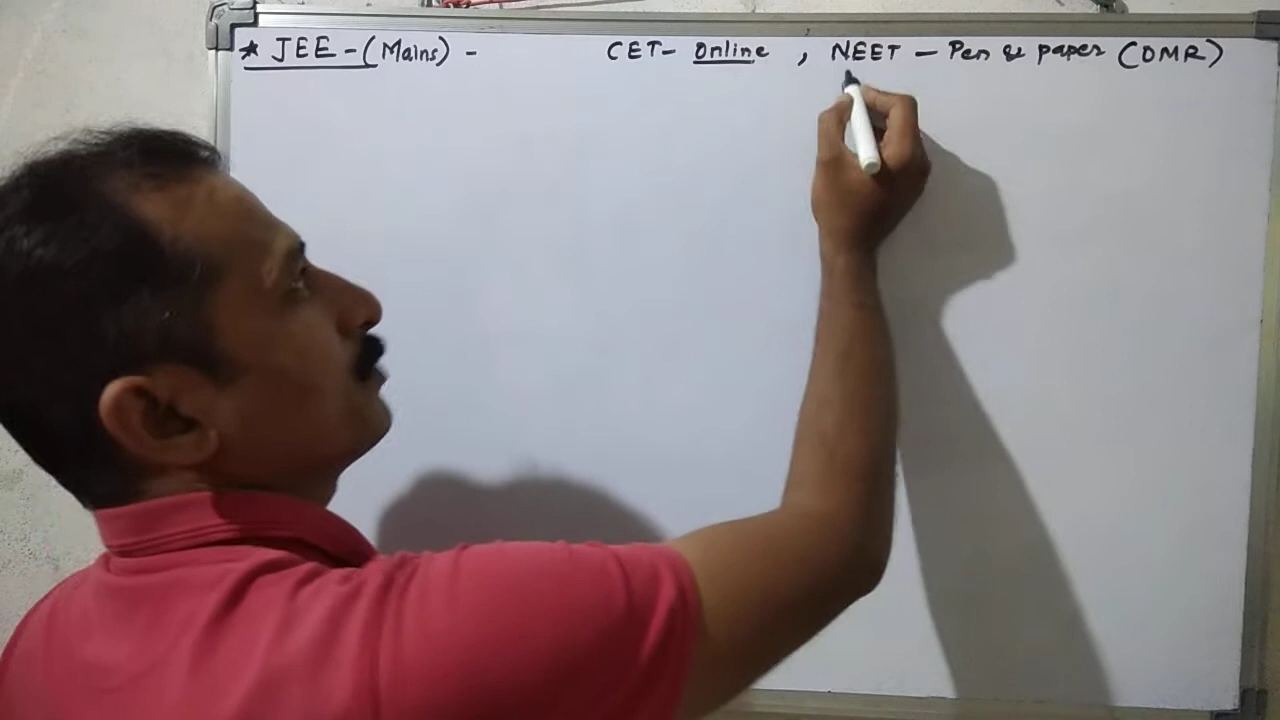 * JEE - (Mains) - CET- Online , NEET - Pen & paper (OMR)